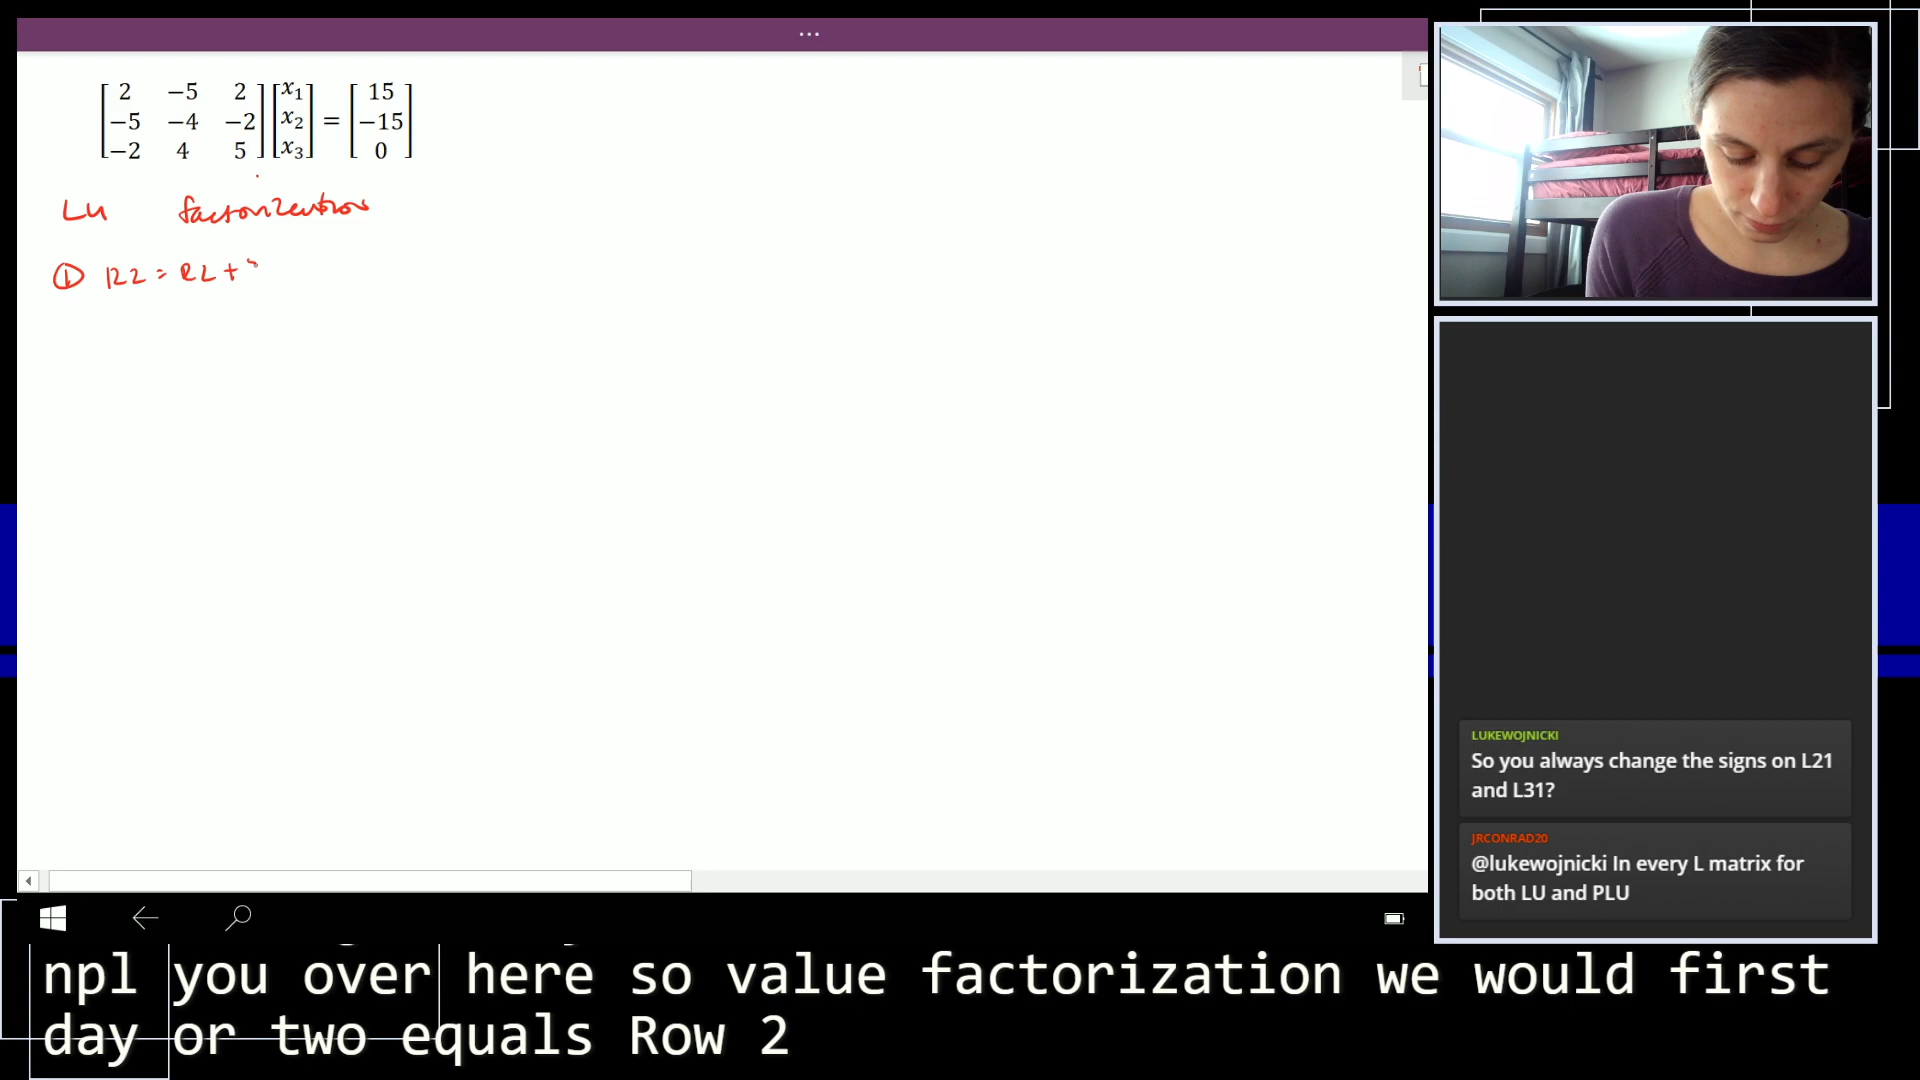 ...
2 −5 2 x₁ 15
−5 −4 −2 x₂ = −15
−2 4 5 x₃ 0
LU factorization
① R2 = R2 +
LUKEWOJNICKI
So you always change the signs on L21
and L31?
JRCONRAD20
@lukewojnicki In every L matrix for
both LU and PLU
npl you over here so value factorization we would first
day or two equals Row 2